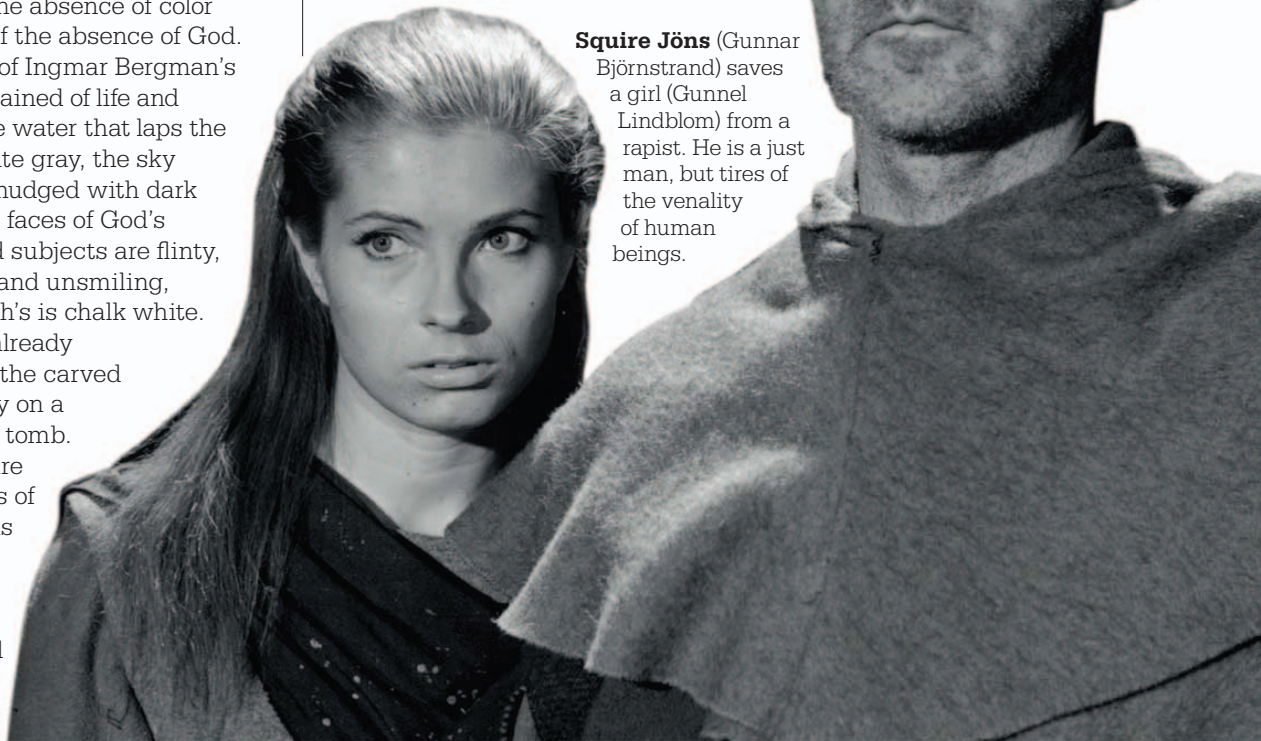 he absence of color
f the absence of God.
of Ingmar Bergman's
ained of life and
e water that laps the
te gray, the sky
nudged with dark
faces of God's
d subjects are flinty,
and unsmiling,
h's is chalk white.
already
the carved
y on a
tomb.
re
s of
s
l
Squire Jöns (Gunnar
Björnstrand) saves
a girl (Gunnel
Lindblom) from a
rapist. He is a just
man, but tires of
the venality
of human
beings.